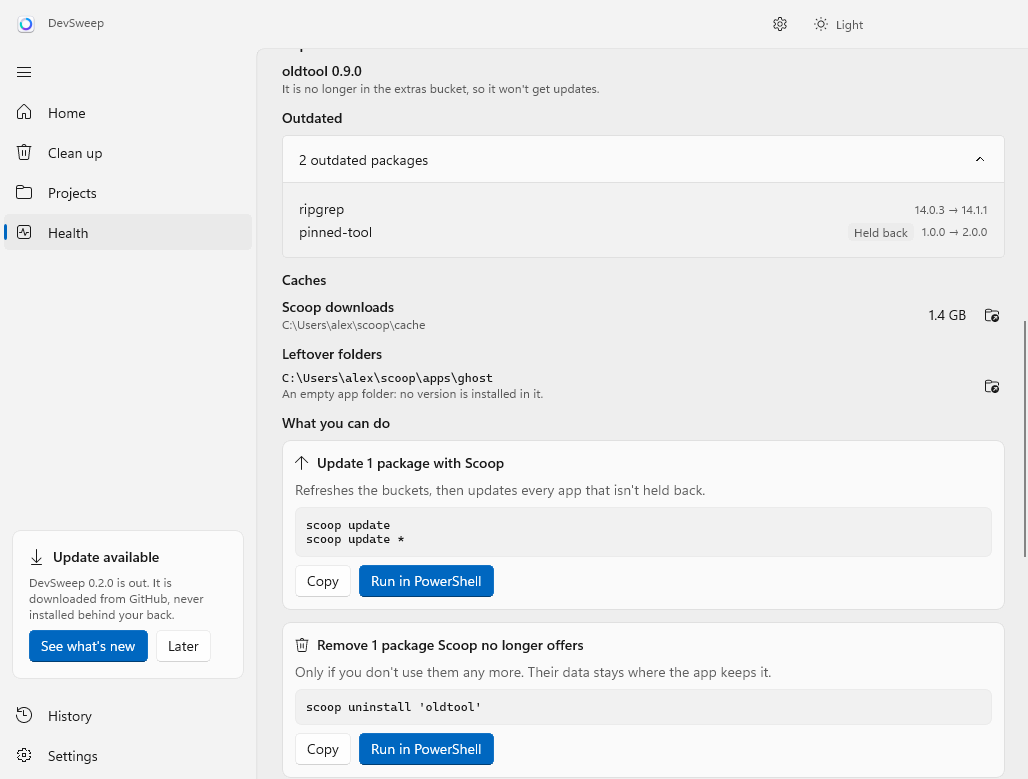 DevSweep
Light
Home
Clean up
Projects
Health
Update available
DevSweep 0.2.0 is out. It is
downloaded from GitHub, never
installed behind your back.
See what's new
Later
History
Settings
oldtool 0.9.0
It is no longer in the extras bucket, so it won't get updates.
Outdated
2 outdated packages
ripgrep
14.0.3 → 14.1.1
pinned-tool
Held back
1.0.0 → 2.0.0
Caches
Scoop downloads
C:\Users\alex\scoop\cache
1.4 GB
Leftover folders
C:\Users\alex\scoop\apps\ghost
An empty app folder: no version is installed in it.
What you can do
Update 1 package with Scoop
Refreshes the buckets, then updates every app that isn't held back.
scoop update
scoop update *
Copy
Run in PowerShell
Remove 1 package Scoop no longer offers
Only if you don't use them any more. Their data stays where the app keeps it.
scoop uninstall 'oldtool'
Copy
Run in PowerShell